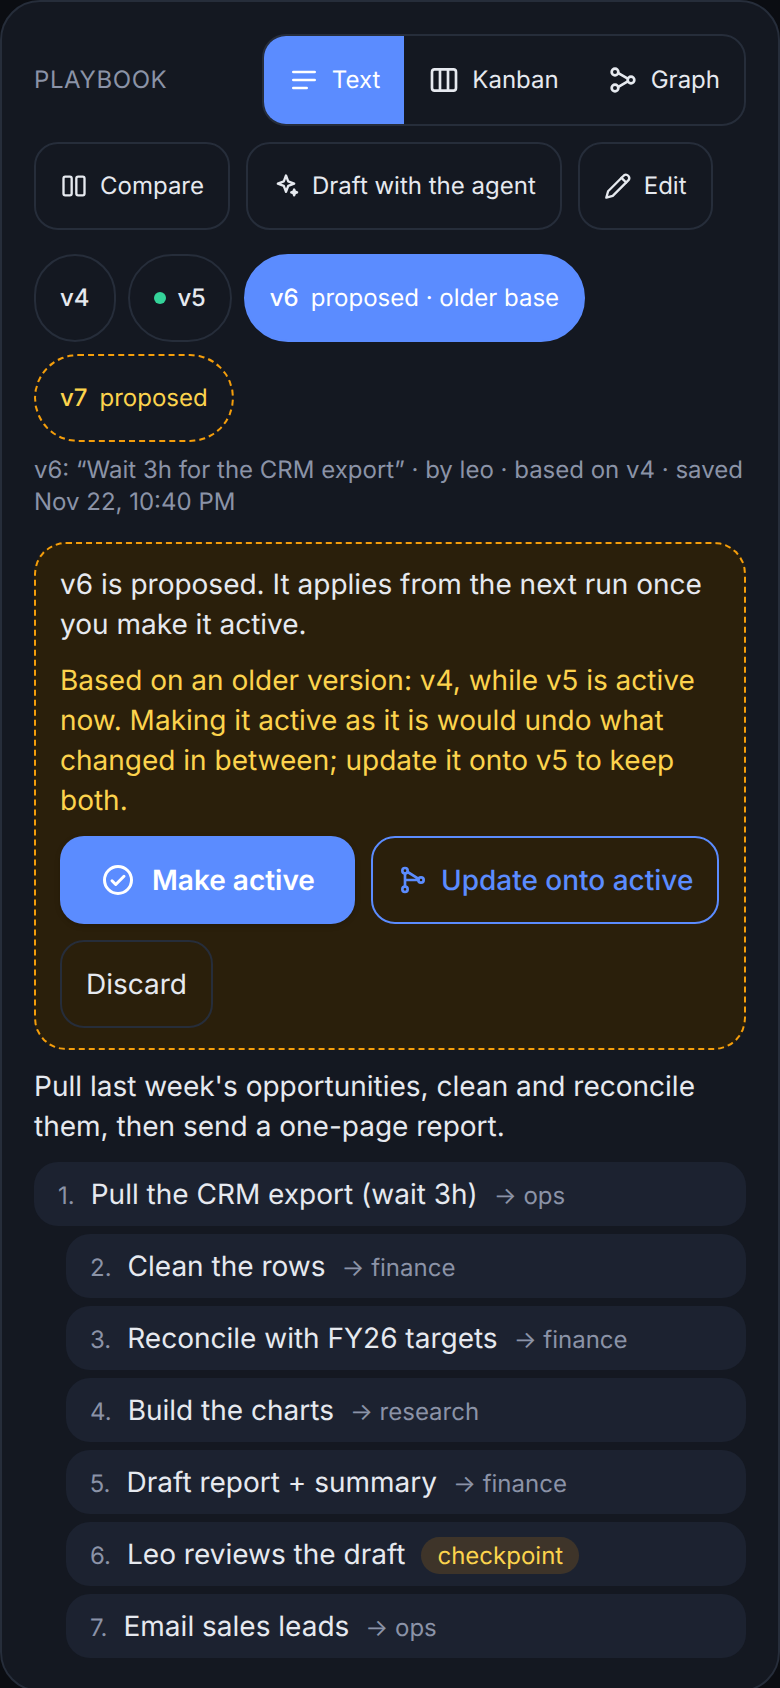 PLAYBOOK
Text
Kanban
Graph
Compare
Draft with the agent
Edit
v4
v5
v6 proposed · older base
v7 proposed
v6: “Wait 3h for the CRM export” · by leo · based on v4 · saved
Nov 22, 10:40 PM
v6 is proposed. It applies from the next run once
you make it active.
Based on an older version: v4, while v5 is active
now. Making it active as it is would undo what
changed in between; update it onto v5 to keep
both.
Make active
Update onto active
Discard
Pull last week's opportunities, clean and reconcile
them, then send a one-page report.
1. Pull the CRM export (wait 3h) → ops
2. Clean the rows → finance
3. Reconcile with FY26 targets → finance
4. Build the charts → research
5. Draft report + summary → finance
6. Leo reviews the draft checkpoint
7. Email sales leads → ops